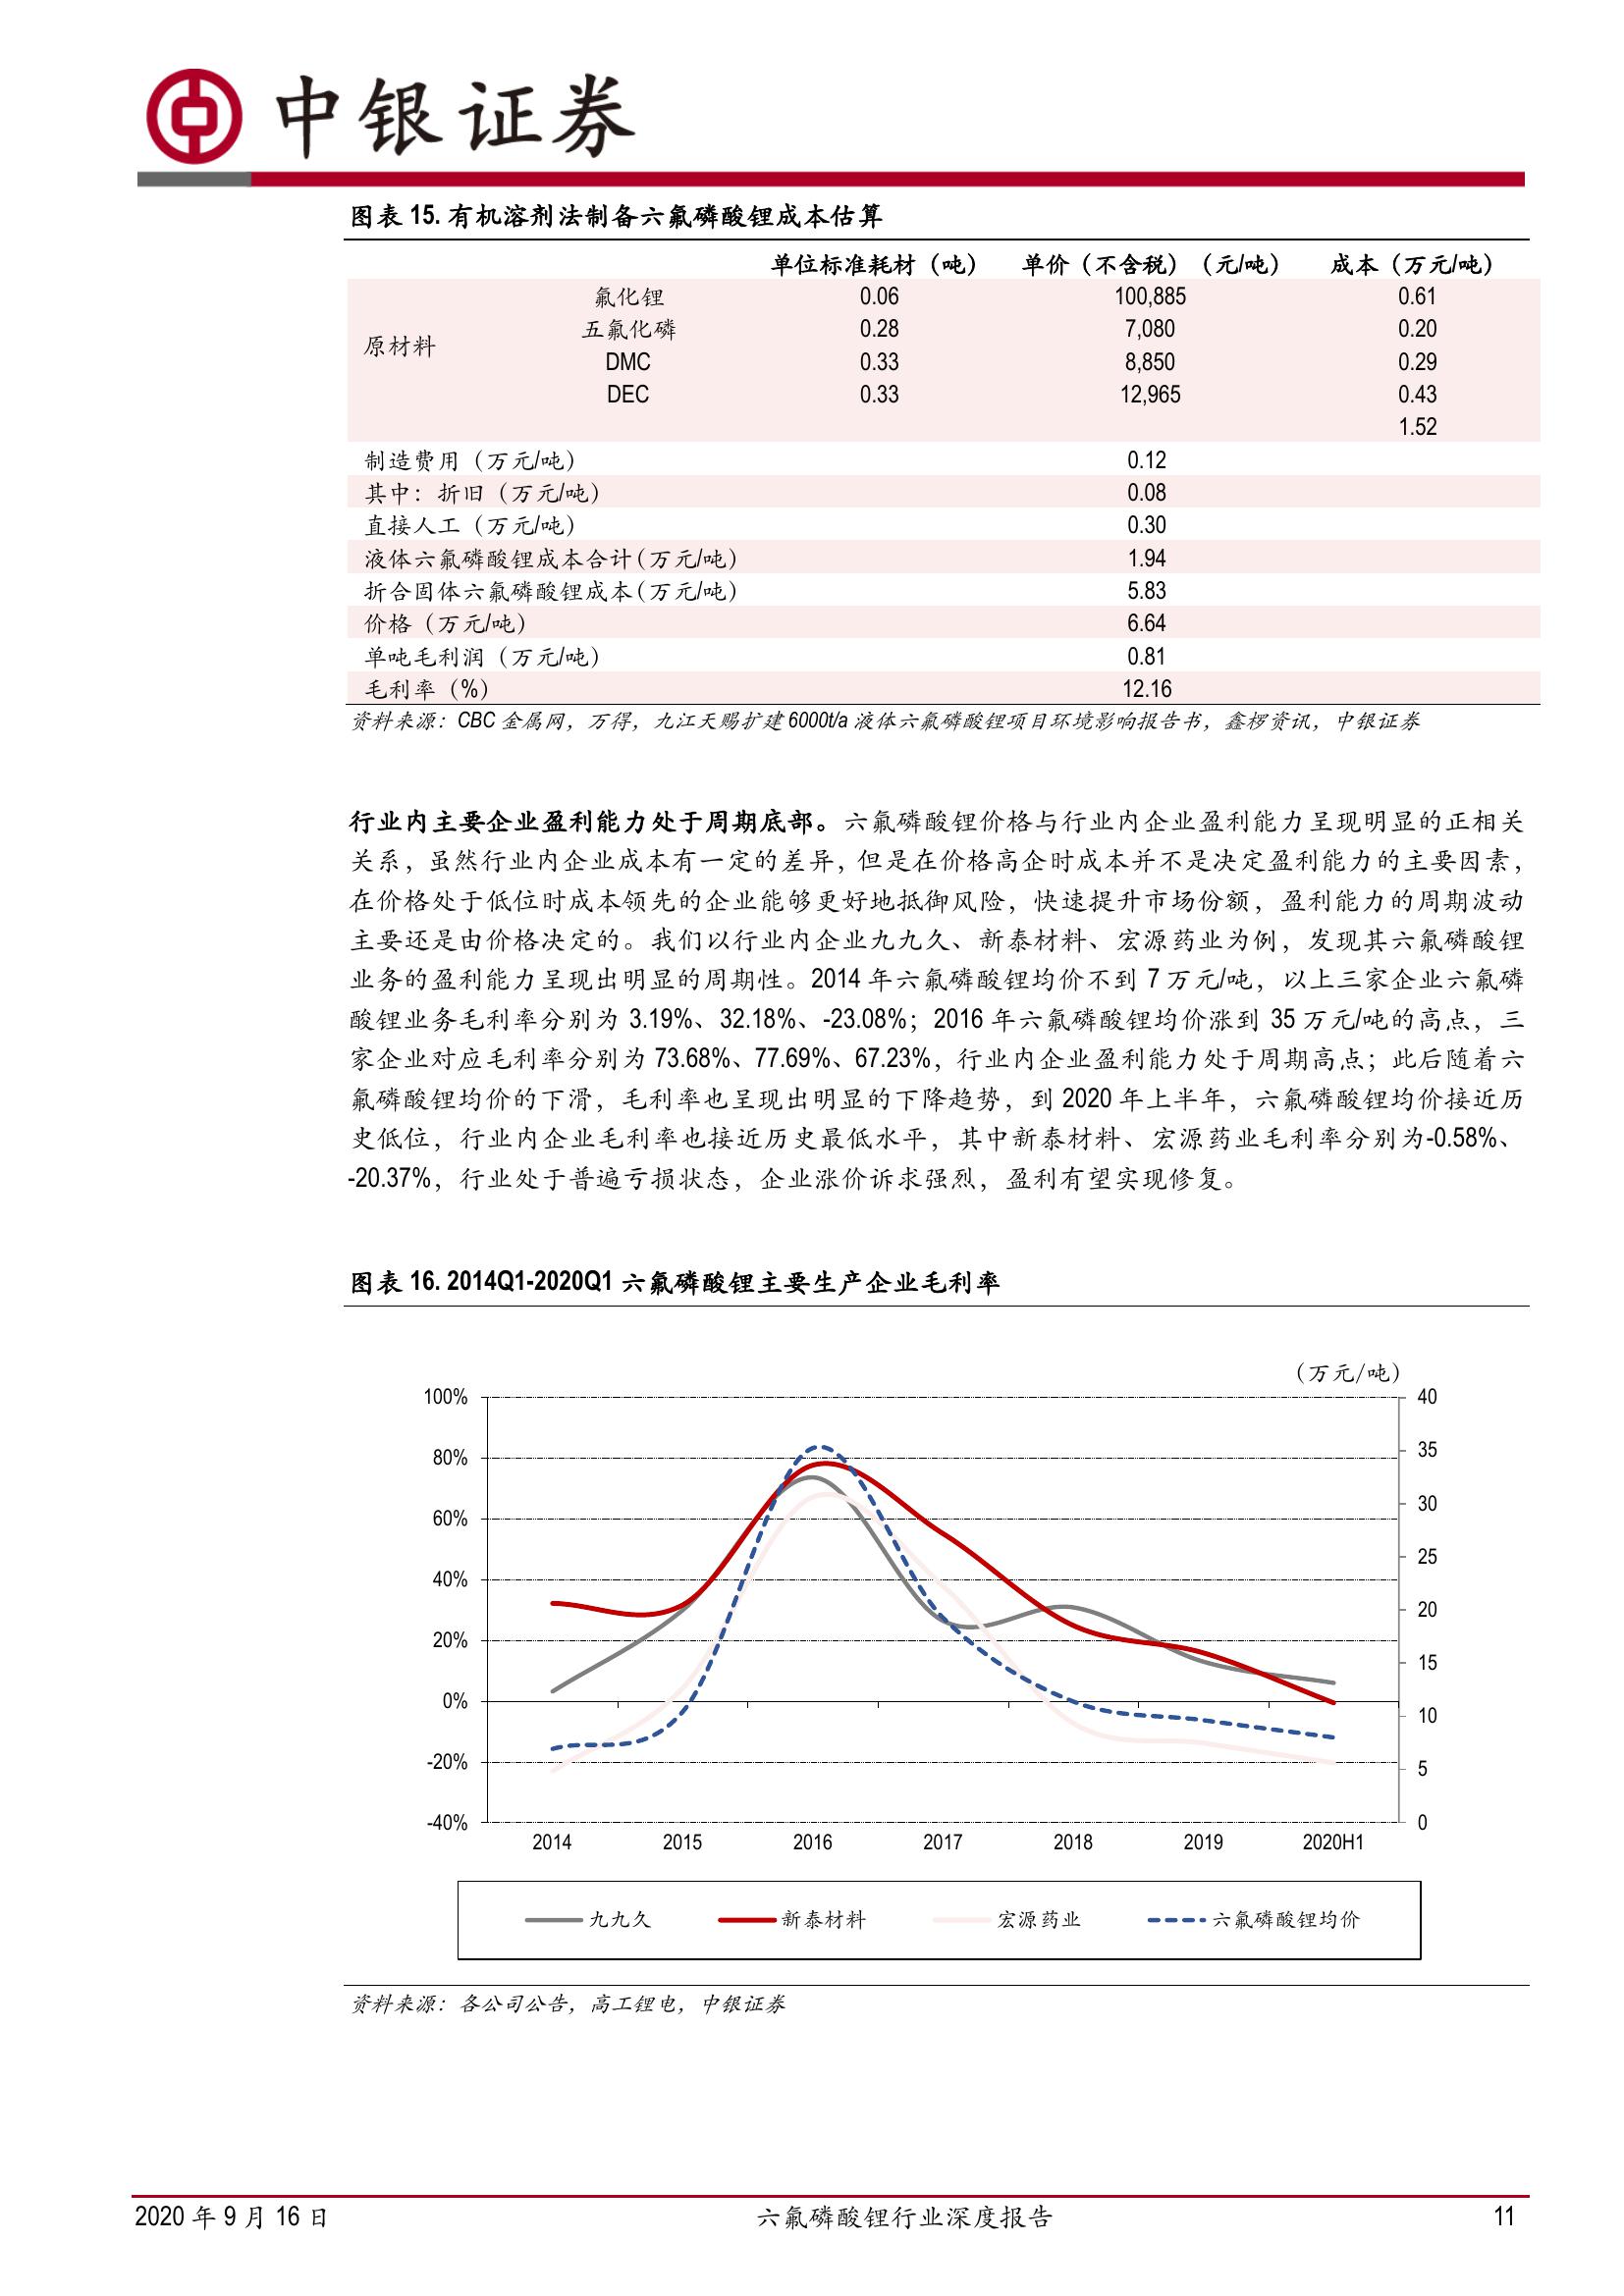 中银证券
图表 15. 有机溶剂法制备六氟磷酸锂成本估算
单位标准耗材（吨） 单价（不含税）（元/吨） 成本（万元/吨）
原材料 氟化锂 0.06 100,885 0.61
五氟化磷 0.28 7,080 0.20
DMC 0.33 8,850 0.29
DEC 0.33 12,965 0.43
1.52
制造费用（万元/吨） 0.12
其中：折旧（万元/吨） 0.08
直接人工（万元/吨） 0.30
液体六氟磷酸锂成本合计（万元/吨） 1.94
折合固体六氟磷酸锂成本（万元/吨） 5.83
价格（万元/吨） 6.64
单吨毛利润（万元/吨） 0.81
毛利率（%） 12.16
资料来源：CBC 金属网，万得，九江天赐扩建 6000t/a 液体六氟磷酸锂项目环境影响报告书，鑫椤资讯，中银证券
行业内主要企业盈利能力处于周期底部。六氟磷酸锂价格与行业内企业盈利能力呈现明显的正相关
关系，虽然行业内企业成本有一定的差异，但是在价格高企时成本并不是决定盈利能力的主要因素，
在价格处于低位时成本领先的企业能够更好地抵御风险，快速提升市场份额，盈利能力的周期波动
主要还是由价格决定的。我们以行业内企业九九久、新泰材料、宏源药业为例，发现其六氟磷酸锂
业务的盈利能力呈现出明显的周期性。2014 年六氟磷酸锂均价不到 7 万元/吨，以上三家企业六氟磷
酸锂业务毛利率分别为 3.19%、32.18%、-23.08%；2016 年六氟磷酸锂均价涨到 35 万元/吨的高点，三
家企业对应毛利率分别为 73.68%、77.69%、67.23%，行业内企业盈利能力处于周期高点；此后随着六
氟磷酸锂均价的下滑，毛利率也呈现出明显的下降趋势，到 2020 年上半年，六氟磷酸锂均价接近历
史低位，行业内企业毛利率也接近历史最低水平，其中新泰材料、宏源药业毛利率分别为-0.58%、
-20.37%，行业处于普遍亏损状态，企业涨价诉求强烈，盈利有望实现修复。
图表 16. 2014Q1-2020Q1 六氟磷酸锂主要生产企业毛利率
（万元/吨）
100% 40
80% 35
60% 30
40% 25
20% 20
0% 15
-20% 10
-40% 5
0
2014 2015 2016 2017 2018 2019 2020H1
九九久 新泰材料 宏源药业 六氟磷酸锂均价
资料来源：各公司公告，高工锂电，中银证券
2020 年 9 月 16 日 六氟磷酸锂行业深度报告 11